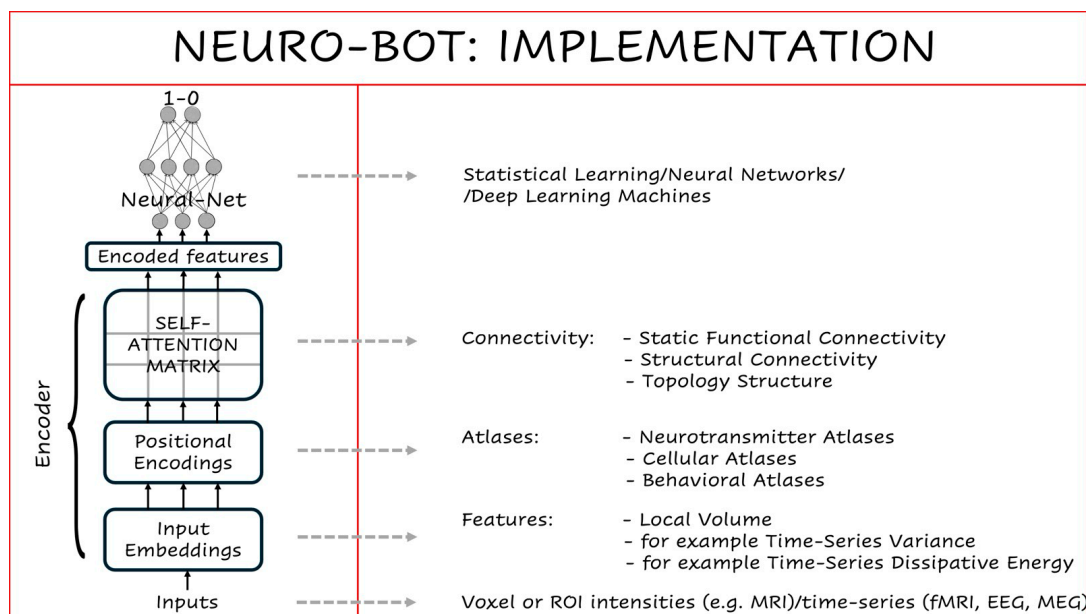 NEURO-BOT: IMPLEMENTATION
1-0
Neural-Net
Statistical Learning/Neural Networks/
/Deep Learning Machines
Encoded features
Encoder
SELF-
ATTENTION
MATRIX
Connectivity: - Static Functional Connectivity
- Structural Connectivity
- Topology Structure
Positional
Encodings
Atlases: - Neurotransmitter Atlases
- Cellular Atlases
- Behavioral Atlases
Input
Embeddings
Features: - Local Volume
- for example Time-Series Variance
- for example Time-Series Dissipative Energy
Inputs
Voxel or ROI intensities (e.g. MRI)/time-series (fMRI, EEG, MEG)